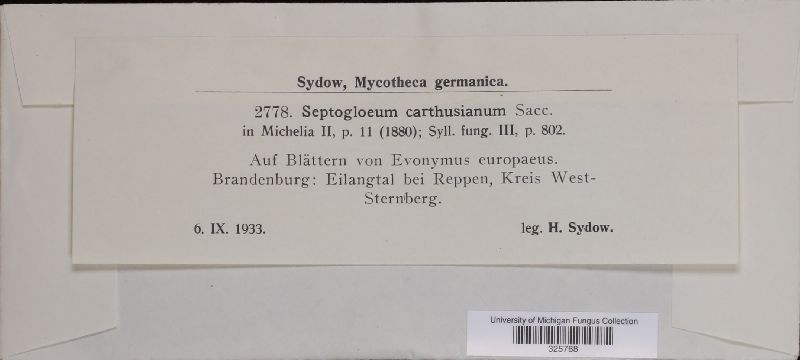 Sydow, Mycotheca germanica.
2778. Septogloeum carthusianum Sacc.
in Michelia II, p. 11 (1880); Syll. fung. III, p. 802.
Auf Blättern von Evonymus europaeus.
Brandenburg: Eilangtal bei Reppen, Kreis West-
Sternberg.
6. IX. 1933. leg. H. Sydow.
University of Michigan Fungus Collection
325768